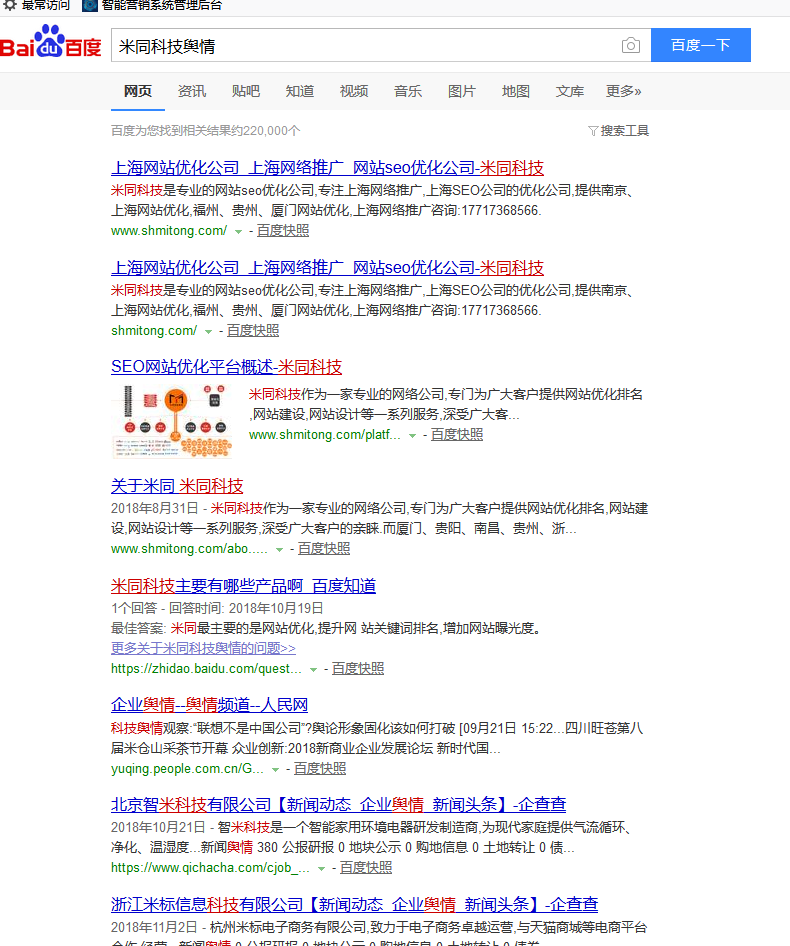 最常访问 智能营销系统管理后台
Bai du 百度 米同科技舆情 百度一下
网页 资讯 贴吧 知道 视频 音乐 图片 地图 文库 更多»
百度为您找到相关结果约220,000个 搜索工具
上海网站优化公司_上海网络推广_网站seo优化公司-米同科技
米同科技是专业的网站seo优化公司,专注上海网络推广,上海SEO公司的优化公司,提供南京、
上海网站优化,福州、贵州、厦门网站优化,上海网络推广咨询:17717368566.
www.shmitong.com/ - 百度快照
上海网站优化公司_上海网络推广_网站seo优化公司-米同科技
米同科技是专业的网站seo优化公司,专注上海网络推广,上海SEO公司的优化公司,提供南京、
上海网站优化,福州、贵州、厦门网站优化,上海网络推广咨询:17717368566.
shmitong.com/ - 百度快照
SEO网站优化平台概述-米同科技
米同科技作为一家专业的网络公司,专门为广大客户提供网站优化排名
,网站建设,网站设计等一系列服务,深受广大客...
www.shmitong.com/platf... - 百度快照
关于米同 米同科技
2018年8月31日 - 米同科技作为一家专业的网络公司,专门为广大客户提供网站优化排名,网站建
设,网站设计等一系列服务,深受广大客户的亲睐.而厦门、贵阳、南昌、贵州、浙...
www.shmitong.com/abo..... - 百度快照
米同科技主要有哪些产品啊_百度知道
1个回答 - 回答时间: 2018年10月19日
最佳答案: 米同最主要的是网站优化,提升网 站关键词排名,增加网站曝光度。
更多关于米同科技舆情的问题>>
https://zhidao.baidu.com/quest... - 百度快照
企业舆情--舆情频道--人民网
科技舆情观察:“联想不是中国公司”?舆论形象固化该如何打破 [09月21日 15:22...四川旺苍第八
届米仓山采茶节开幕 众业创新:2018新商业企业发展论坛 新时代国...
yuqing.people.com.cn/G... - 百度快照
北京智米科技有限公司【新闻动态_企业舆情_新闻头条】-企查查
2018年10月21日 - 智米科技是一个智能家用环境电器研发制造商,为现代家庭提供气流循环、
净化、温湿度...新闻舆情 380 公报研报 0 地块公示 0 购地信息 0 土地转让 0 债...
https://www.qichacha.com/cjob_... - 百度快照
浙江米标信息科技有限公司【新闻动态_企业舆情_新闻头条】-企查查
2018年11月2日 - 杭州米标电子商务有限公司,致力于电子商务卓越运营,与天猫商城等电商平台